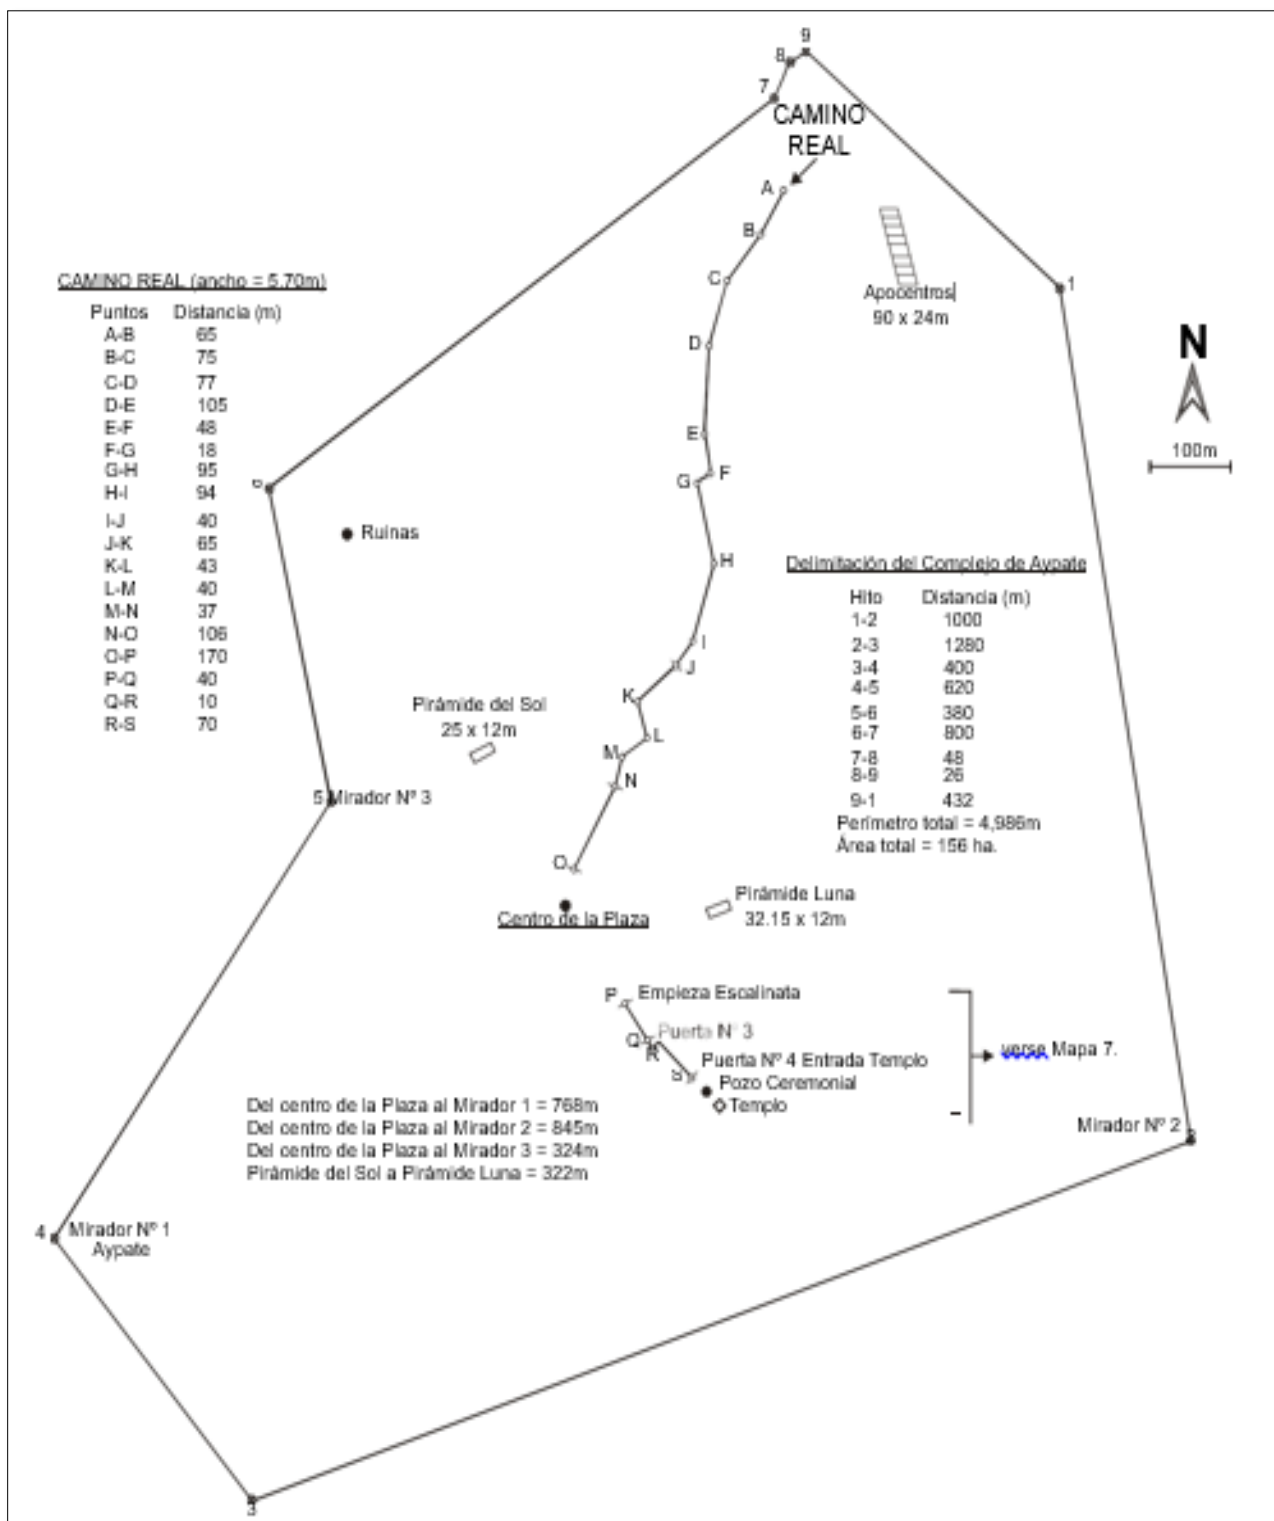 9
8
7
CAMINO
REAL
A
B
C
CAMINO REAL (ancho = 5.70m)
Apocentros
90 x 24m
1
Puntos Distancia (m)
A-B 65
B-C 75
C-D 77
D-E 105
E-F 48
F-G 18
G-H 95
H-I 94
I-J 40
J-K 65
K-L 43
L-M 40
M-N 37
N-O 106
O-P 170
P-Q 40
Q-R 10
R-S 70
D
N
E
100m
F
G
6
Ruinas
H
Delimitación del Complejo de Aypate
Hito Distancia (m)
1-2 1000
2-3 1280
3-4 400
4-5 620
5-6 380
6-7 800
7-8 48
8-9 26
9-1 432
Perímetro total = 4,986m
Área total = 156 ha.
I
J
K
Pirámide del Sol
25 x 12m
L
M
N
5 Mirador Nº 3
O
Pirámide Luna
32.15 x 12m
Centro de la Plaza
P Empieza Escalinata
Q Puerta Nº 3
R
Puerta Nº 4 Entrada Templo
verse Mapa 7.
Pozo Ceremonial
Templo
Del centro de la Plaza al Mirador 1 = 768m
Del centro de la Plaza al Mirador 2 = 845m
Del centro de la Plaza al Mirador 3 = 324m
Pirámide del Sol a Pirámide Luna = 322m
Mirador Nº 2
4 Mirador Nº 1
Aypate
3